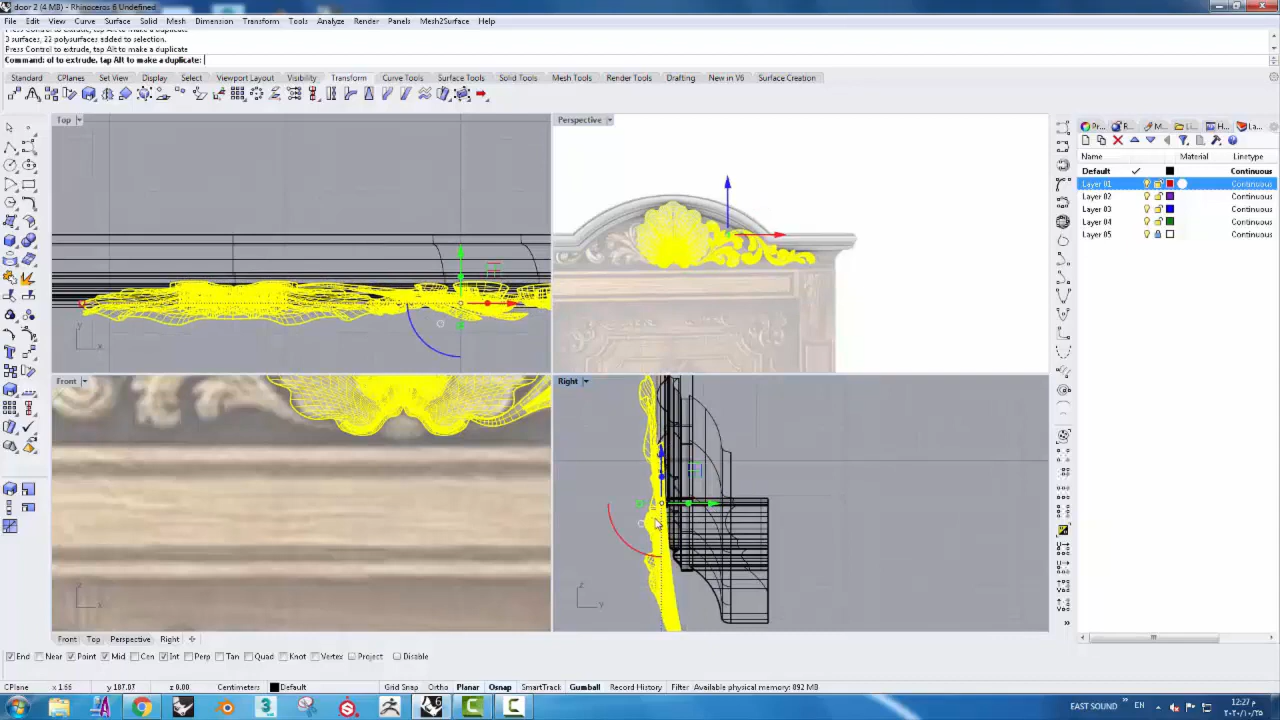 door 2 (4 MB) - Rhinoceros 6 Undefined
File Edit View Curve Surface Solid Mesh Dimension Transform Tools Analyze Render Panels Mesh2Surface Help
Press Control to extrude, tap Alt to make a duplicate
3 surfaces, 22 polysurfaces added to selection.
Press Control to extrude, tap Alt to make a duplicate
Command: ol to extrude, tap Alt to make a duplicate:
Standard CPlanes Set View Display Select Viewport Layout Visibility Transform Curve Tools Surface Tools Solid Tools Mesh Tools Render Tools Drafting New in V6 Surface Creation
Top
Perspective
Pr... R... M... Li... H... La...
Name Material Linetype
Default Continuous
Layer 01 Continuous
Layer 02 Continuous
Layer 03 Continuous
Layer 04 Continuous
Layer 05 Continuous
y
x
Front
Right
z
x
z
y
Front Top Perspective Right
End Near Point Mid Cen Int Perp Tan Quad Knot Vertex Project Disable
CPlane x 1.66 y 107.07 z 0.00 Centimeters Default Grid Snap Ortho Planar Osnap SmartTrack Gumball Record History Filter Available physical memory: 892 MB
EAST SOUND EN 12:27 م